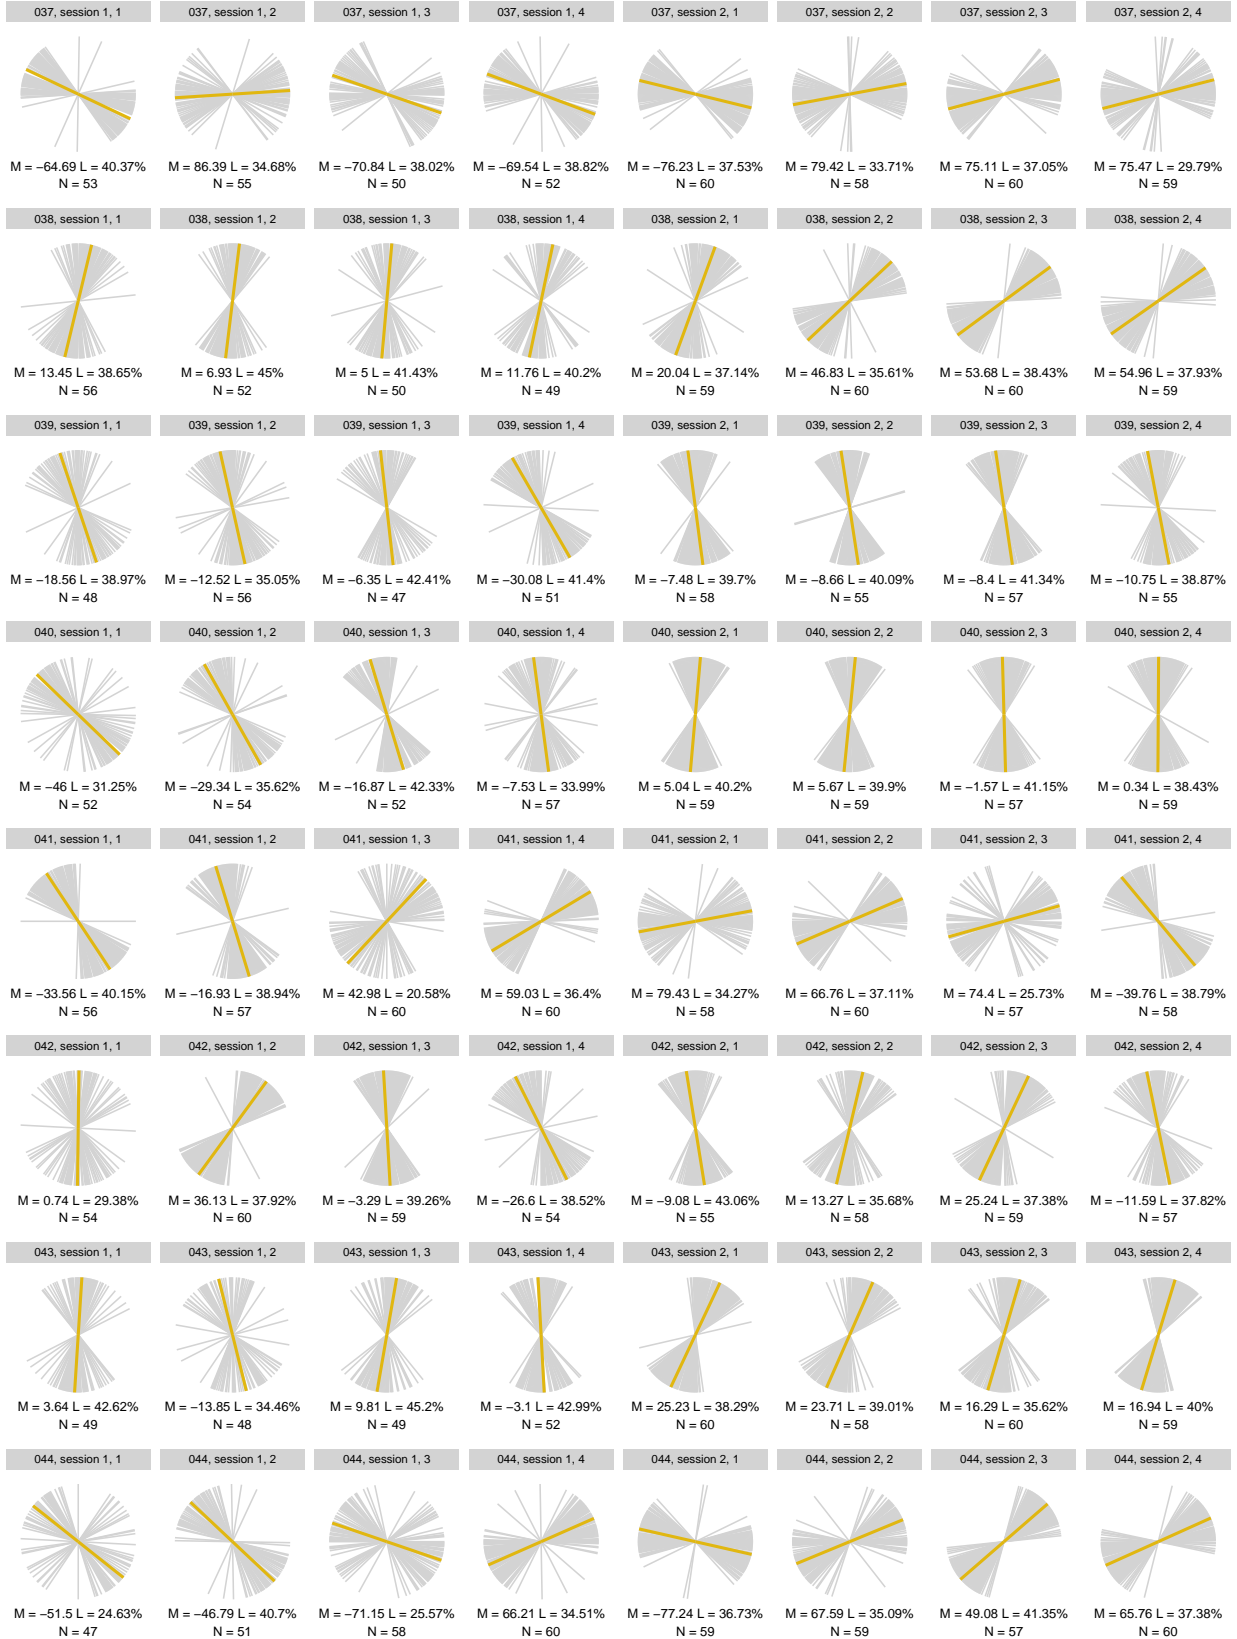 037, session 1, 1
037, session 1, 2
037, session 1, 3
037, session 1, 4
037, session 2, 1
037, session 2, 2
037, session 2, 3
037, session 2, 4
M = −64.69 L = 40.37%
N = 53
M = 86.39 L = 34.68%
N = 55
M = −70.84 L = 38.02%
N = 50
M = −69.54 L = 38.82%
N = 52
M = −76.23 L = 37.53%
N = 60
M = 79.42 L = 33.71%
N = 58
M = 75.11 L = 37.05%
N = 60
M = 75.47 L = 29.79%
N = 59
038, session 1, 1
038, session 1, 2
038, session 1, 3
038, session 1, 4
038, session 2, 1
038, session 2, 2
038, session 2, 3
038, session 2, 4
M = 13.45 L = 38.65%
N = 56
M = 6.93 L = 45%
N = 52
M = 5 L = 41.43%
N = 50
M = 11.76 L = 40.2%
N = 49
M = 20.04 L = 37.14%
N = 59
M = 46.83 L = 35.61%
N = 60
M = 53.68 L = 38.43%
N = 60
M = 54.96 L = 37.93%
N = 59
039, session 1, 1
039, session 1, 2
039, session 1, 3
039, session 1, 4
039, session 2, 1
039, session 2, 2
039, session 2, 3
039, session 2, 4
M = −18.56 L = 38.97%
N = 48
M = −12.52 L = 35.05%
N = 56
M = −6.35 L = 42.41%
N = 47
M = −30.08 L = 41.4%
N = 51
M = −7.48 L = 39.7%
N = 58
M = −8.66 L = 40.09%
N = 55
M = −8.4 L = 41.34%
N = 57
M = −10.75 L = 38.87%
N = 55
040, session 1, 1
040, session 1, 2
040, session 1, 3
040, session 1, 4
040, session 2, 1
040, session 2, 2
040, session 2, 3
040, session 2, 4
M = −46 L = 31.25%
N = 52
M = −29.34 L = 35.62%
N = 54
M = −16.87 L = 42.33%
N = 52
M = −7.53 L = 33.99%
N = 57
M = 5.04 L = 40.2%
N = 59
M = 5.67 L = 39.9%
N = 59
M = −1.57 L = 41.15%
N = 57
M = 0.34 L = 38.43%
N = 59
041, session 1, 1
041, session 1, 2
041, session 1, 3
041, session 1, 4
041, session 2, 1
041, session 2, 2
041, session 2, 3
041, session 2, 4
M = −33.56 L = 40.15%
N = 56
M = −16.93 L = 38.94%
N = 57
M = 42.98 L = 20.58%
N = 60
M = 59.03 L = 36.4%
N = 60
M = 79.43 L = 34.27%
N = 58
M = 66.76 L = 37.11%
N = 60
M = 74.4 L = 25.73%
N = 57
M = −39.76 L = 38.79%
N = 58
042, session 1, 1
042, session 1, 2
042, session 1, 3
042, session 1, 4
042, session 2, 1
042, session 2, 2
042, session 2, 3
042, session 2, 4
M = 0.74 L = 29.38%
N = 54
M = 36.13 L = 37.92%
N = 60
M = −3.29 L = 39.26%
N = 59
M = −26.6 L = 38.52%
N = 54
M = −9.08 L = 43.06%
N = 55
M = 13.27 L = 35.68%
N = 58
M = 25.24 L = 37.38%
N = 59
M = −11.59 L = 37.82%
N = 57
043, session 1, 1
043, session 1, 2
043, session 1, 3
043, session 1, 4
043, session 2, 1
043, session 2, 2
043, session 2, 3
043, session 2, 4
M = 3.64 L = 42.62%
N = 49
M = −13.85 L = 34.46%
N = 48
M = 9.81 L = 45.2%
N = 49
M = −3.1 L = 42.99%
N = 52
M = 25.23 L = 38.29%
N = 60
M = 23.71 L = 39.01%
N = 58
M = 16.29 L = 35.62%
N = 60
M = 16.94 L = 40%
N = 59
044, session 1, 1
044, session 1, 2
044, session 1, 3
044, session 1, 4
044, session 2, 1
044, session 2, 2
044, session 2, 3
044, session 2, 4
M = −51.5 L = 24.63%
N = 47
M = −46.79 L = 40.7%
N = 51
M = −71.15 L = 25.57%
N = 58
M = 66.21 L = 34.51%
N = 60
M = −77.24 L = 36.73%
N = 59
M = 67.59 L = 35.09%
N = 59
M = 49.08 L = 41.35%
N = 57
M = 65.76 L = 37.38%
N = 60